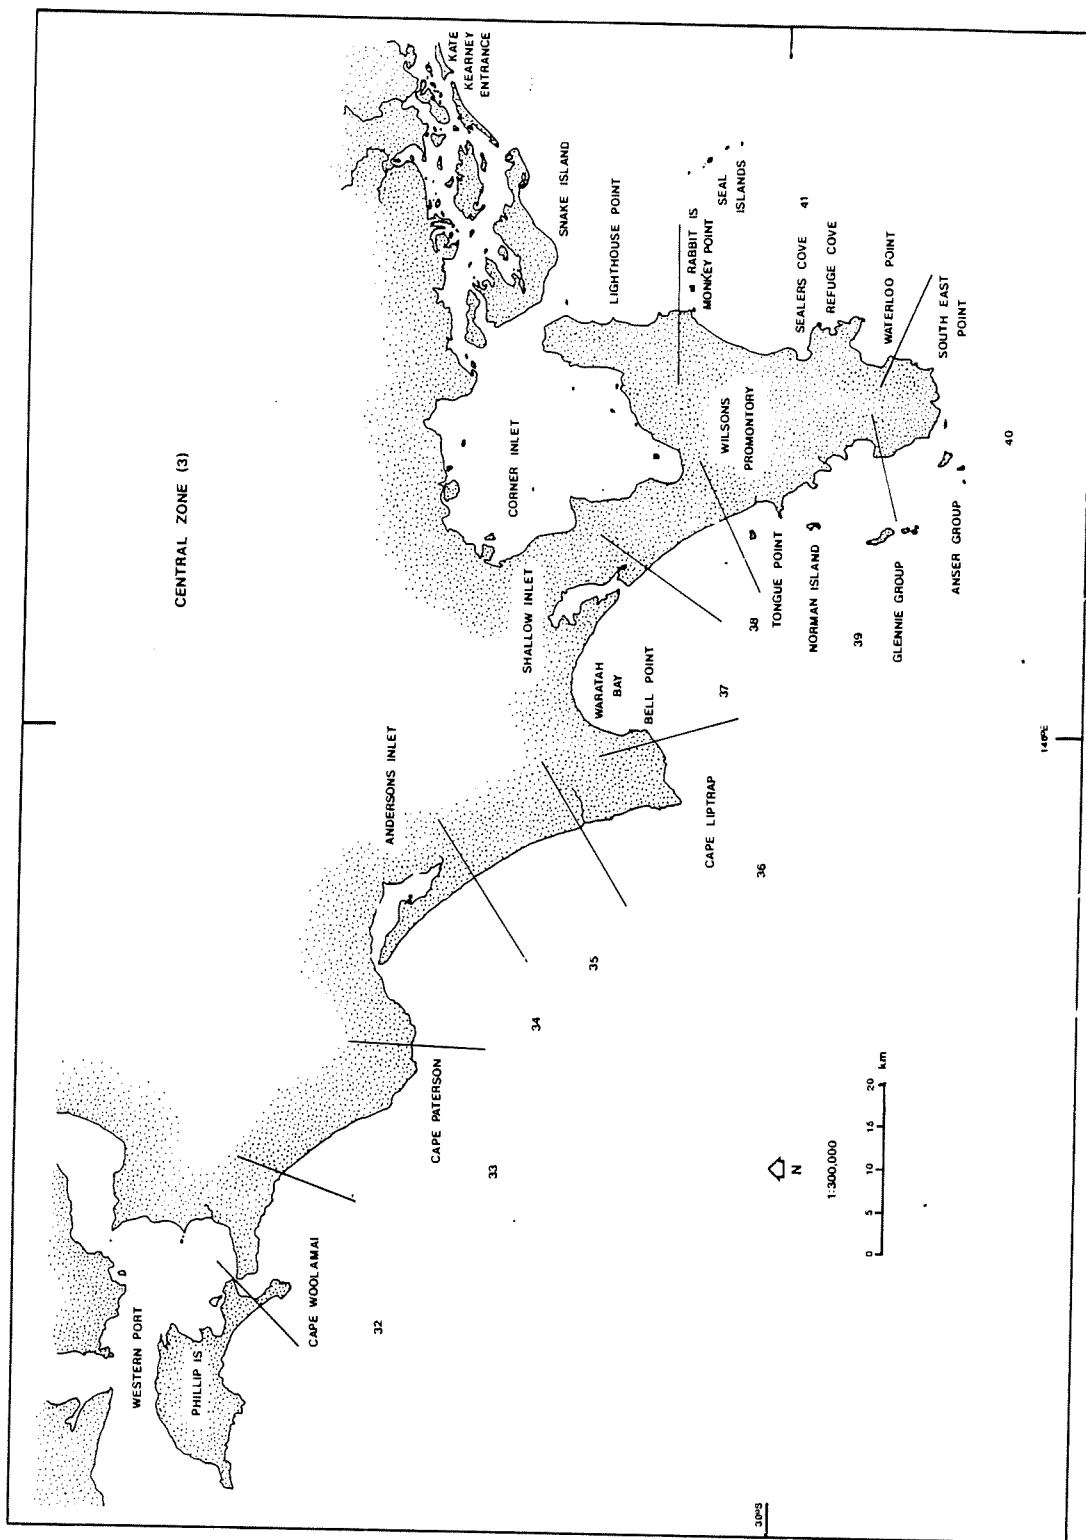 CENTRAL ZONE (3)
WESTERN PORT
PHILLIP IS
CAPE WOOLAMAI
32
CAPE PATERSON
33
34
ANDERSONS INLET
35
CAPE LIPTRAP
36
SHALLOW INLET
WARATAH
BAY
BELL POINT
37
38
CORNER INLET
TONGUE POINT
NORMAN ISLAND
39
GLENNIE GROUP
ANSER GROUP
40
WILSONS
PROMONTORY
KATE
KEARNEY
ENTRANCE
SNAKE ISLAND
LIGHTHOUSE POINT
RABBIT IS
MONKEY POINT
SEAL
ISLANDS
41
SEALERS COVE
REFUGE COVE
WATERLOO POINT
SOUTH EAST
POINT
N
1:300,000
0 5 10 15 20 km
146ºE